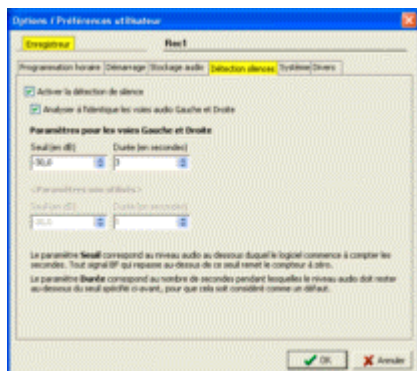 Options / Préférences utilisateur
Enregistreur
Rec1
Programmation horaire Démarrage Stockage audio Détection silences Système Divers
Activer la détection de silence
Analyser à l'identique les voies audio Gauche et Droite
Paramètres pour les voies Gauche et Droite
Seuil (en dB) Durée (en secondes)
-30,0 3
<Paramètres non utilisés>
Seuil (en dB) Durée (en secondes)
Le paramètre Seuil correspond au niveau audio au dessous duquel le logiciel commence à compter les
secondes. Tout signal BF qui repasse au-dessus de ce seuil remet le compteur à zéro.
Le paramètre Durée correspond au nombre de secondes pendant lesquelles le niveau audio doit rester
au-dessous du seuil spécifié ci-avant, pour que cela soit considéré comme un défaut.
OK Annuler